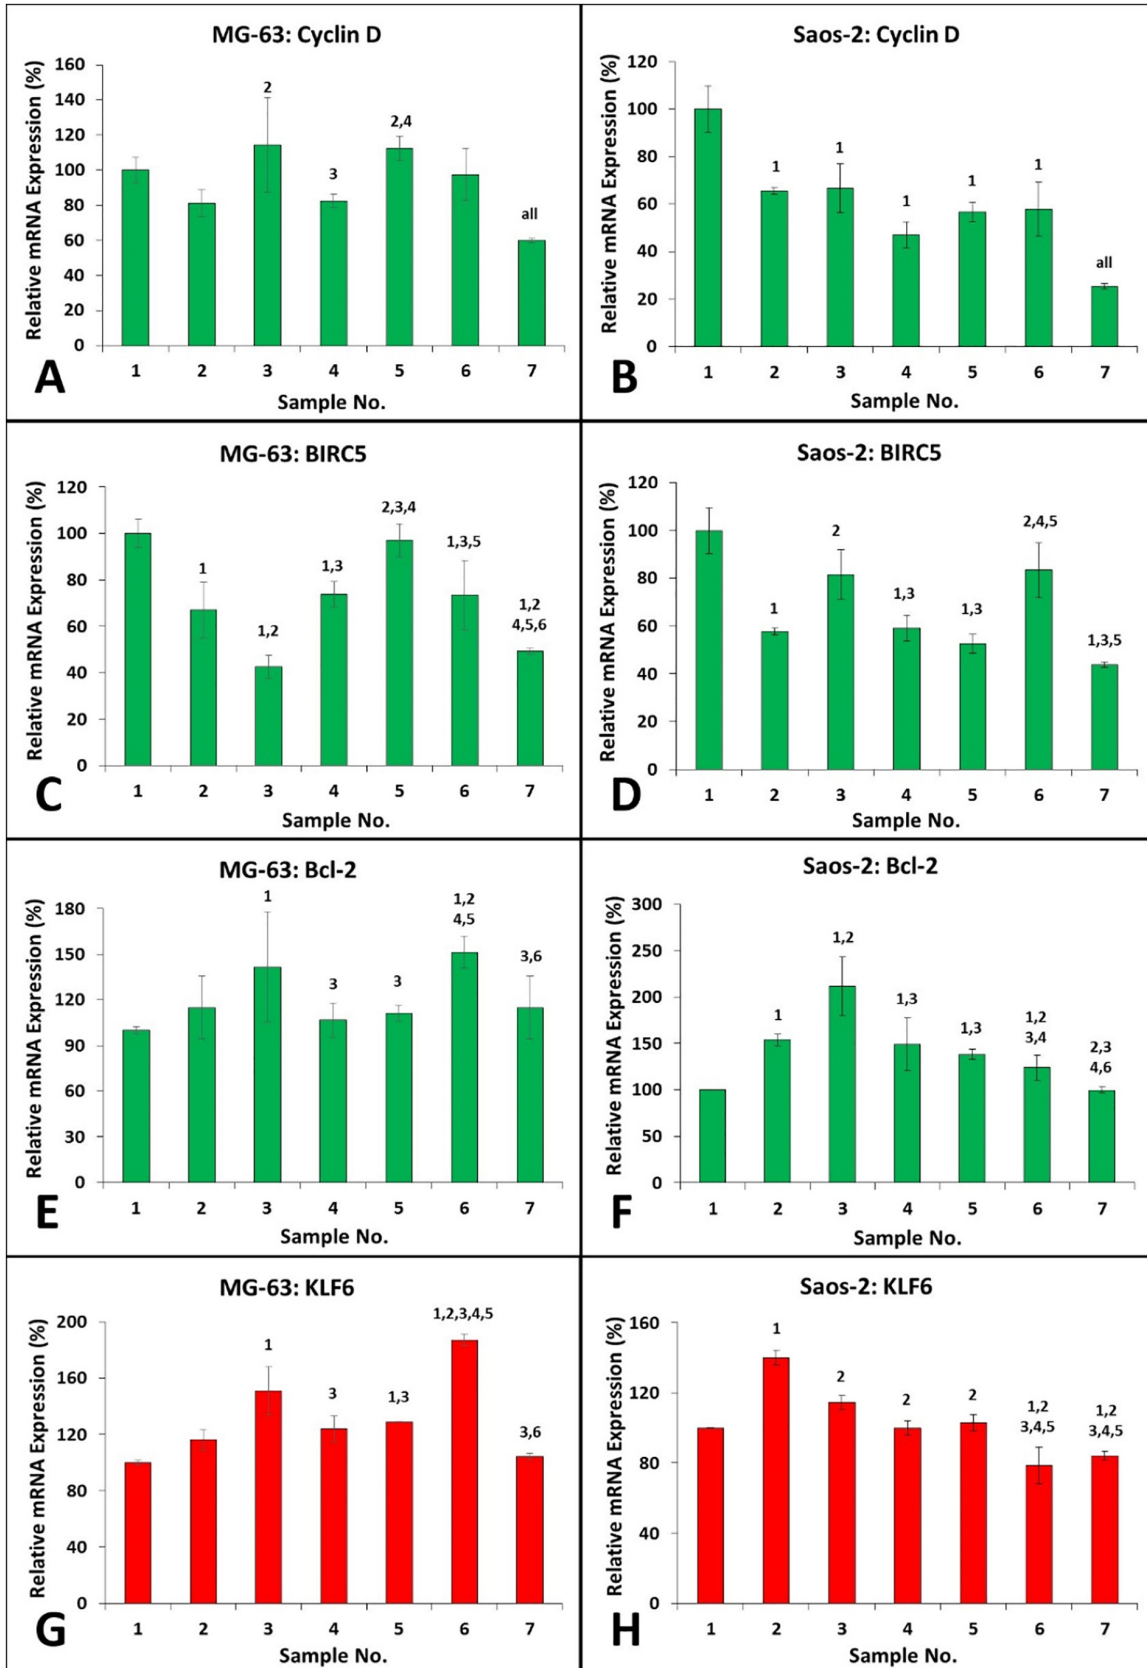 MG-63: Cyclin D
Relative mRNA Expression (%)
160
140
120
100
80
60
40
20
0
2
3
2,4
all
1 2 3 4 5 6 7
Sample No.
A
Saos-2: Cyclin D
Relative mRNA Expression (%)
120
100
80
60
40
20
0
1
1
1
1
1
all
1 2 3 4 5 6 7
Sample No.
B
MG-63: BIRC5
Relative mRNA Expression (%)
120
100
80
60
40
20
0
1
1,2
1,3
2,3,4
1,3,5
1,2
4,5,6
1 2 3 4 5 6 7
Sample No.
C
Saos-2: BIRC5
Relative mRNA Expression (%)
120
100
80
60
40
20
0
1
2
1,3
1,3
2,4,5
1,3,5
1 2 3 4 5 6 7
Sample No.
D
MG-63: Bcl-2
Relative mRNA Expression (%)
180
150
120
90
60
30
0
1
3
3
1,2
4,5
3,6
1 2 3 4 5 6 7
Sample No.
E
Saos-2: Bcl-2
Relative mRNA Expression (%)
300
250
200
150
100
50
0
1
1,2
1,3
1,3
1,2
3,4
2,3
4,6
1 2 3 4 5 6 7
Sample No.
F
MG-63: KLF6
Relative mRNA Expression (%)
200
160
120
80
40
0
1
3
1,3
1,2,3,4,5
3,6
1 2 3 4 5 6 7
Sample No.
G
Saos-2: KLF6
Relative mRNA Expression (%)
160
120
80
40
0
1
2
2
2
1,2
3,4,5
1,2
3,4,5
1 2 3 4 5 6 7
Sample No.
H